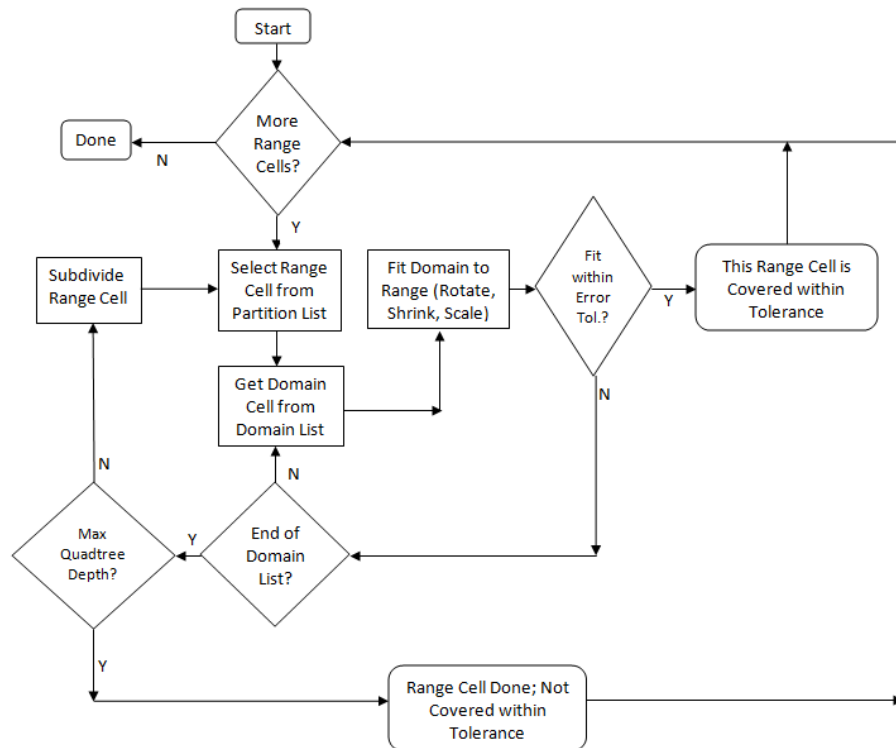 Start
More
Range
Cells?
Done
N
Y
Subdivide
Range Cell
Select Range
Cell from
Partition List
Fit Domain to
Range (Rotate,
Shrink, Scale)
Fit
within
Error
Tol.?
Y
This Range Cell is
Covered within
Tolerance
Get Domain
Cell from
Domain List
N
N
N
Max
Quadtree
Depth?
Y
End of
Domain
List?
Y
Range Cell Done; Not
Covered within
Tolerance